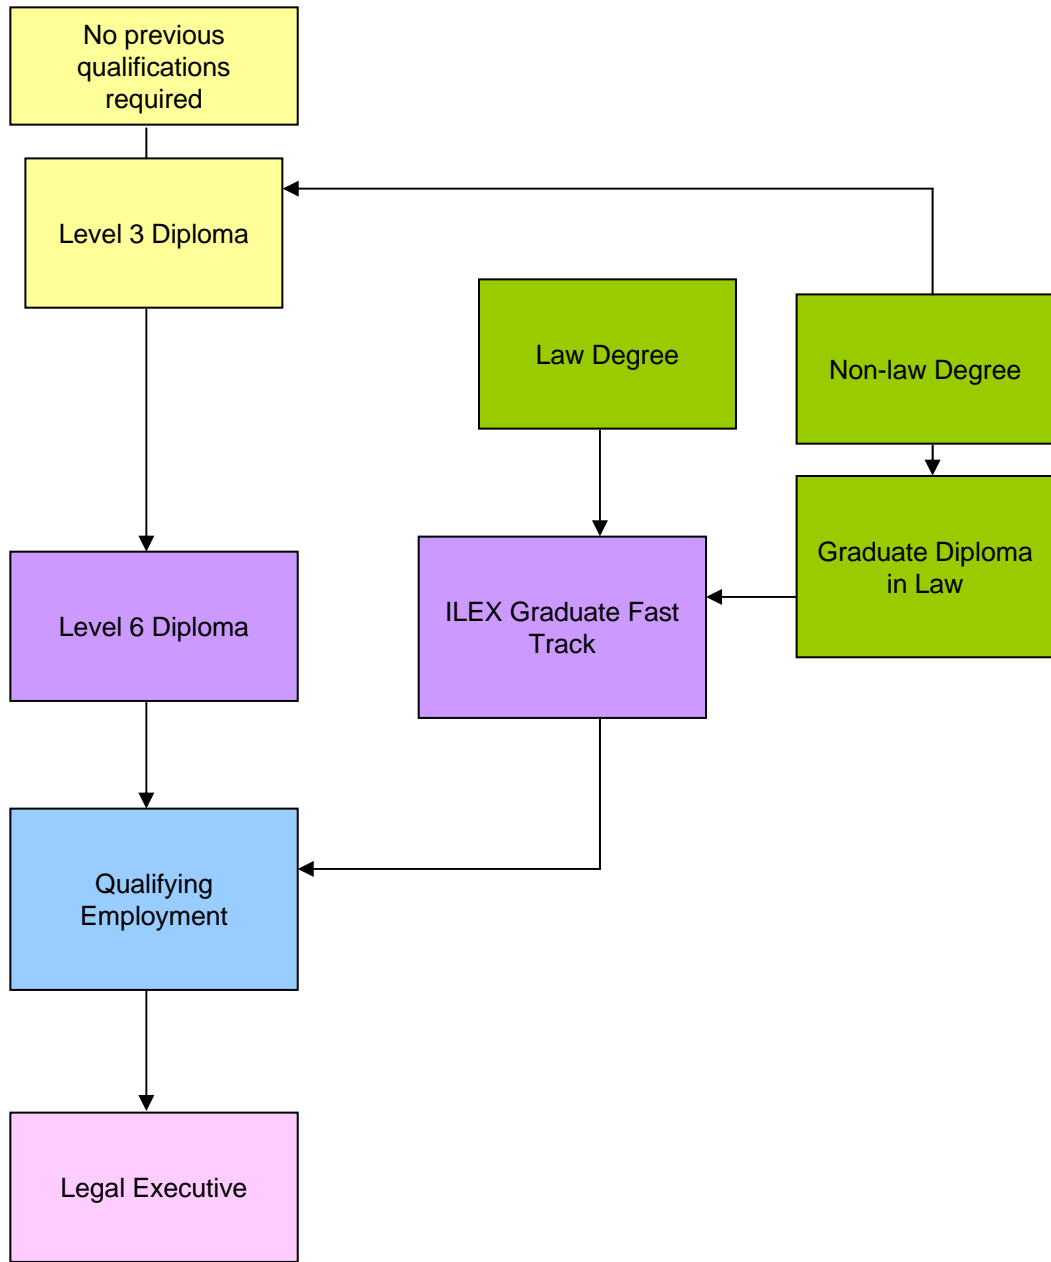 No previous
qualifications
required
Level 3 Diploma
Law Degree
Non-law Degree
Graduate Diploma
in Law
Level 6 Diploma
ILEX Graduate Fast
Track
Qualifying
Employment
Legal Executive